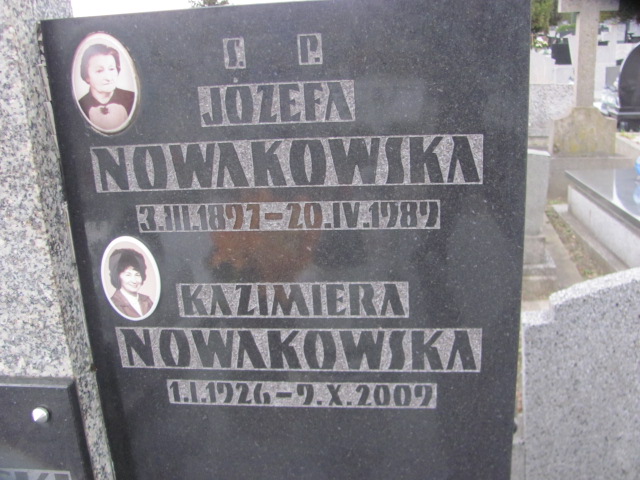 Ś. P.
JÓZEFA
NOWAKOWSKA
3.III.1897-20.IV.1989
KAZIMIERA
NOWAKOWSKA
1.I.1926-9.X.2009